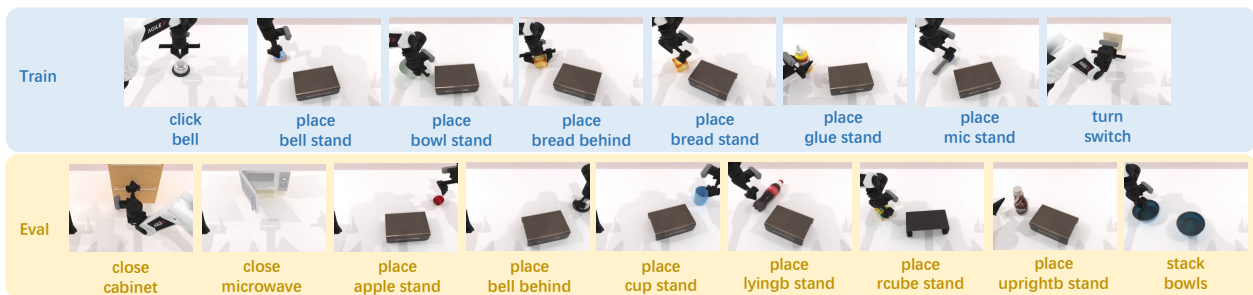 Train
click
bell
place
bell stand
place
bowl stand
place
bread behind
place
bread stand
place
glue stand
place
mic stand
turn
switch
Eval
close
cabinet
close
microwave
place
apple stand
place
bell behind
place
cup stand
place
lyingb stand
place
rcube stand
place
uprightb stand
stack
bowls